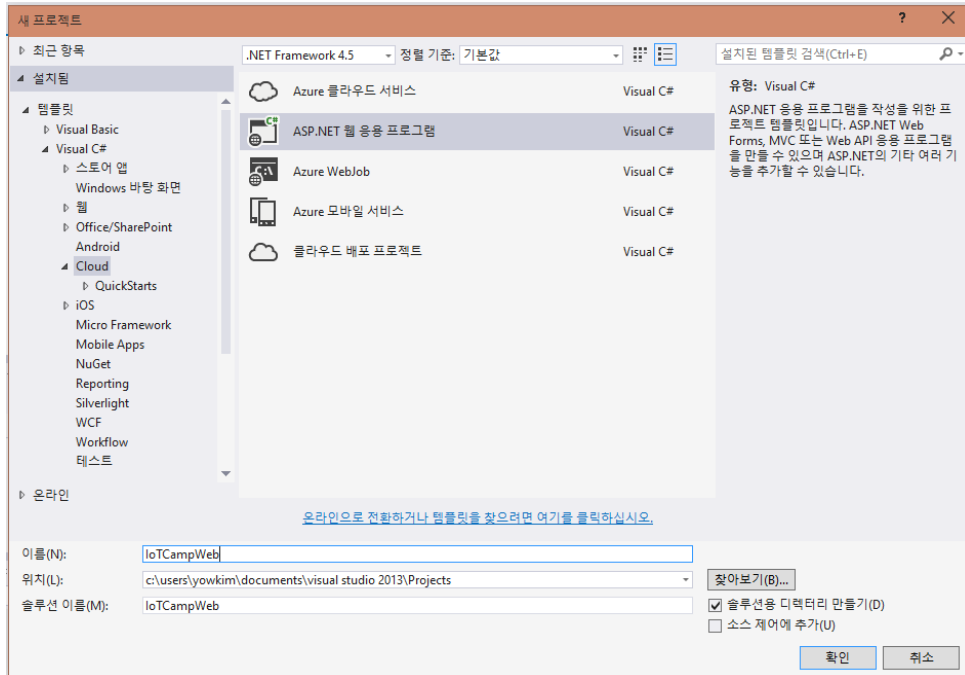 새 프로젝트
?
최근 항목
설치됨
템플릿
Visual Basic
Visual C#
스토어 앱
Windows 바탕 화면
웹
Office/SharePoint
Android
Cloud
QuickStarts
iOS
Micro Framework
Mobile Apps
NuGet
Reporting
Silverlight
WCF
Workflow
테스트
온라인
.NET Framework 4.5 정렬 기준: 기본값
Azure 클라우드 서비스 Visual C#
ASP.NET 웹 응용 프로그램 Visual C#
Azure WebJob Visual C#
Azure 모바일 서비스 Visual C#
클라우드 배포 프로젝트 Visual C#
온라인으로 전환하거나 템플릿을 찾으려면 여기를 클릭하십시오.
설치된 템플릿 검색(Ctrl+E)
유형: Visual C#
ASP.NET 응용 프로그램을 작성을 위한 프
로젝트 템플릿입니다. ASP.NET Web
Forms, MVC 또는 Web API 응용 프로그램
을 만들 수 있으며 ASP.NET의 기타 여러 기
능을 추가할 수 있습니다.
이름(N): IoTCampWeb
위치(L): c:\users\yowkim\documents\visual studio 2013\Projects 찾아보기(B)...
솔루션 이름(M): IoTCampWeb 솔루션용 디렉터리 만들기(D)
소스 제어에 추가(U)
확인 취소